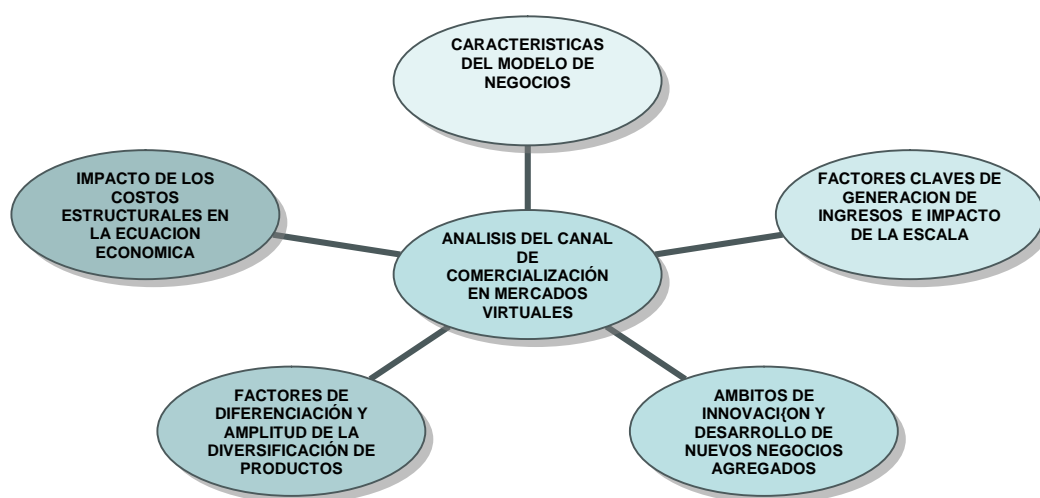 CARACTERISTICAS
DEL MODELO DE
NEGOCIOS
IMPACTO DE LOS
COSTOS
ESTRUCTURALES EN
LA ECUACION
ECONOMICA
FACTORES CLAVES DE
GENERACION DE
INGRESOS E IMPACTO
DE LA ESCALA
ANALISIS DEL CANAL
DE
COMERCIALIZACIÓN
EN MERCADOS
VIRTUALES
FACTORES DE
DIFERENCIACIÓN Y
AMPLITUD DE LA
DIVERSIFICACIÓN DE
PRODUCTOS
AMBITOS DE
INNOVACI{ON Y
DESARROLLO DE
NUEVOS NEGOCIOS
AGREGADOS